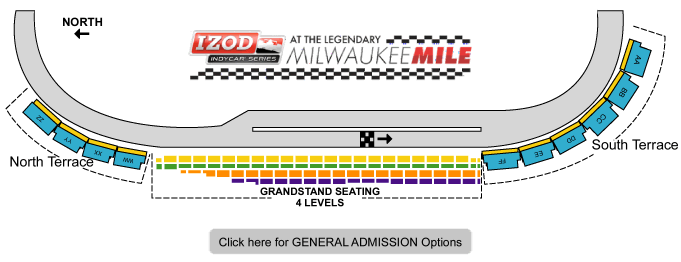 NORTH
IZOD
INDYCAR SERIES
AT THE LEGENDARY
MILWAUKEE MILE
AA
BB
CC
DD
EE
FF
ZZ
YY
XX
WW
North Terrace
South Terrace
GRANDSTAND SEATING
4 LEVELS
Click here for GENERAL ADMISSION Options